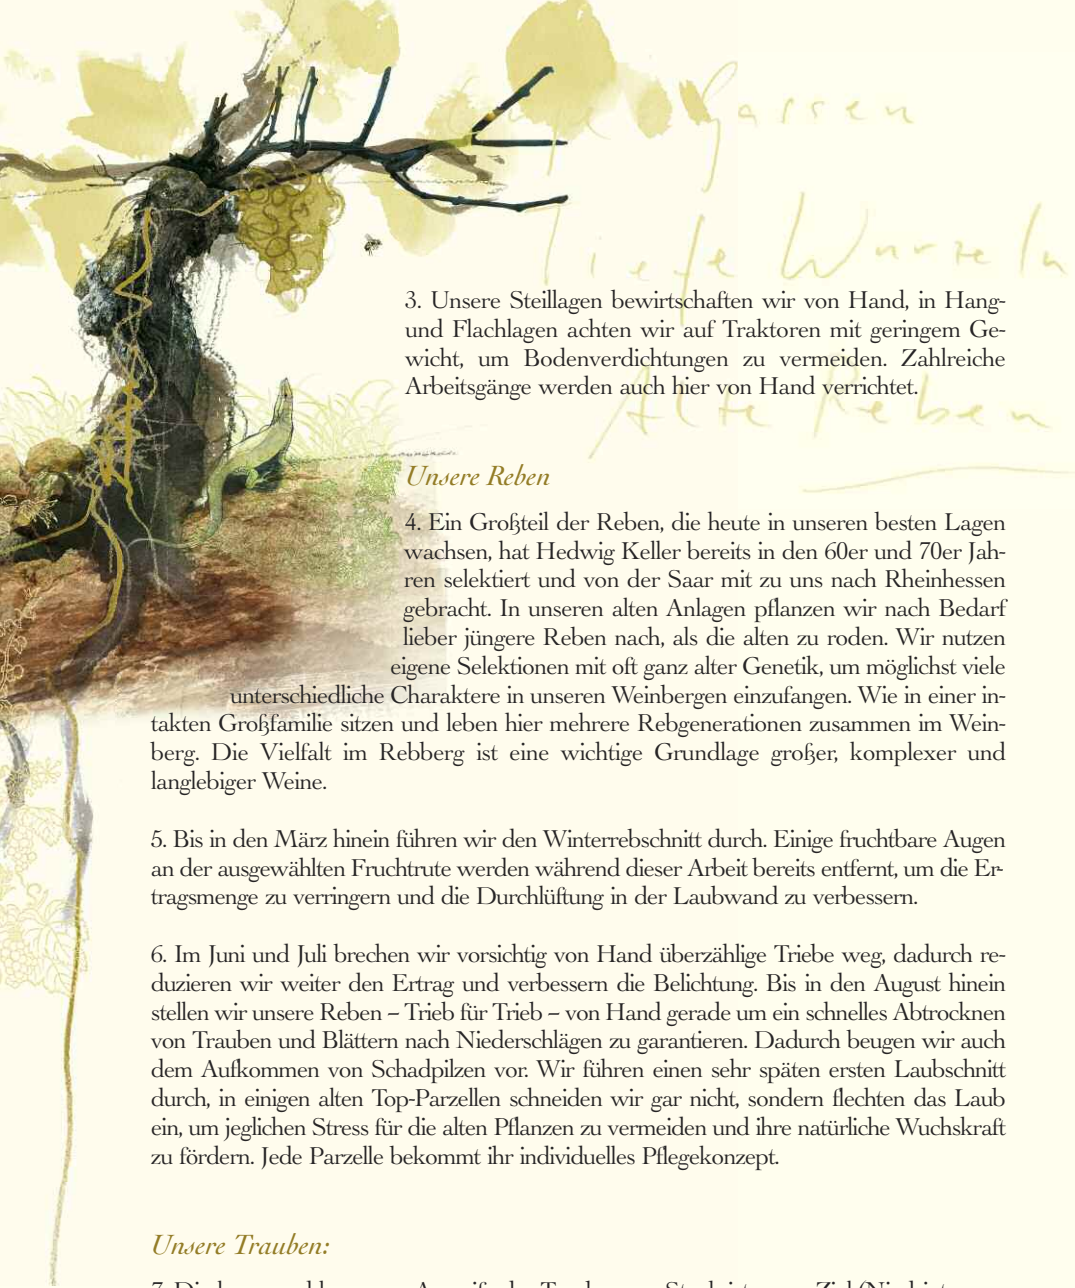 gassen
Tiefe Wurzeln
3. Unsere Steillagen bewirtschaften wir von Hand, in Hang-
und Flachlagen achten wir auf Traktoren mit geringem Ge-
wicht, um Bodenverdichtungen zu vermeiden. Zahlreiche
Arbeitsgänge werden auch hier von Hand verrichtet.
Alte Reben
Unsere Reben
4. Ein Großteil der Reben, die heute in unseren besten Lagen
wachsen, hat Hedwig Keller bereits in den 60er und 70er Jah-
ren selektiert und von der Saar mit zu uns nach Rheinhessen
gebracht. In unseren alten Anlagen pflanzen wir nach Bedarf
lieber jüngere Reben nach, als die alten zu roden. Wir nutzen
eigene Selektionen mit oft ganz alter Genetik, um möglichst viele
unterschiedliche Charaktere in unseren Weinbergen einzufangen. Wie in einer in-
takten Großfamilie sitzen und leben hier mehrere Rebgenerationen zusammen im Wein-
berg. Die Vielfalt im Rebberg ist eine wichtige Grundlage großer, komplexer und
langlebiger Weine.
5. Bis in den März hinein führen wir den Winterrebschnitt durch. Einige fruchtbare Augen
an der ausgewählten Fruchtrute werden während dieser Arbeit bereits entfernt, um die Er-
tragsmenge zu verringern und die Durchlüftung in der Laubwand zu verbessern.
6. Im Juni und Juli brechen wir vorsichtig von Hand überzählige Triebe weg, dadurch re-
duzieren wir weiter den Ertrag und verbessern die Belichtung. Bis in den August hinein
stellen wir unsere Reben – Trieb für Trieb – von Hand gerade um ein schnelles Abtrocknen
von Trauben und Blättern nach Niederschlägen zu garantieren. Dadurch beugen wir auch
dem Aufkommen von Schadpilzen vor. Wir führen einen sehr späten ersten Laubschnitt
durch, in einigen alten Top-Parzellen schneiden wir gar nicht, sondern flechten das Laub
ein, um jeglichen Stress für die alten Pflanzen zu vermeiden und ihre natürliche Wuchskraft
zu fördern. Jede Parzelle bekommt ihr individuelles Pflegekonzept.
Unsere Trauben: